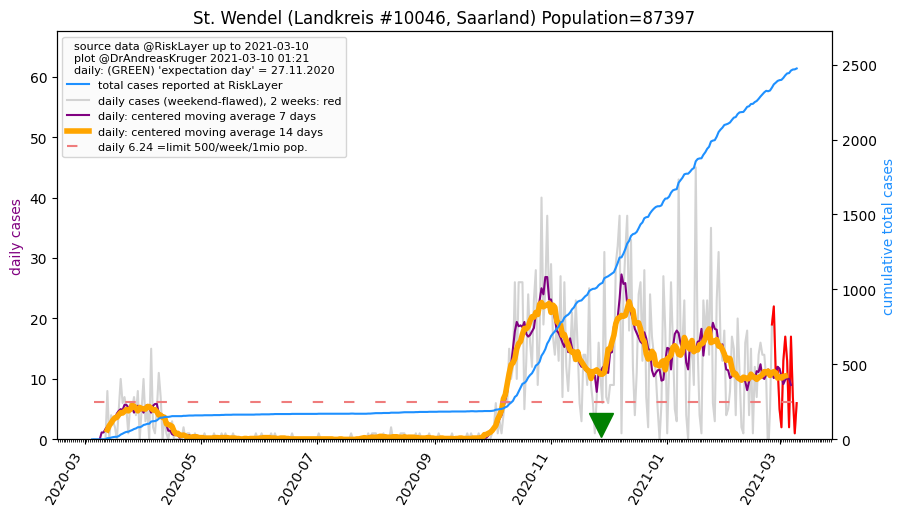 St. Wendel (Landkreis #10046, Saarland) Population=87397
source data @RiskLayer up to 2021-03-10
plot @DrAndreasKruger 2021-03-10 01:21
daily: (GREEN) 'expectation day' = 27.11.2020
total cases reported at RiskLayer
daily cases (weekend-flawed), 2 weeks: red
daily: centered moving average 7 days
daily: centered moving average 14 days
daily 6.24 =limit 500/week/1mio pop.
daily cases
60
50
40
30
20
10
0
2500
2000
1500
1000
500
0
cumulative total cases
2020-03
2020-05
2020-07
2020-09
2020-11
2021-01
2021-03